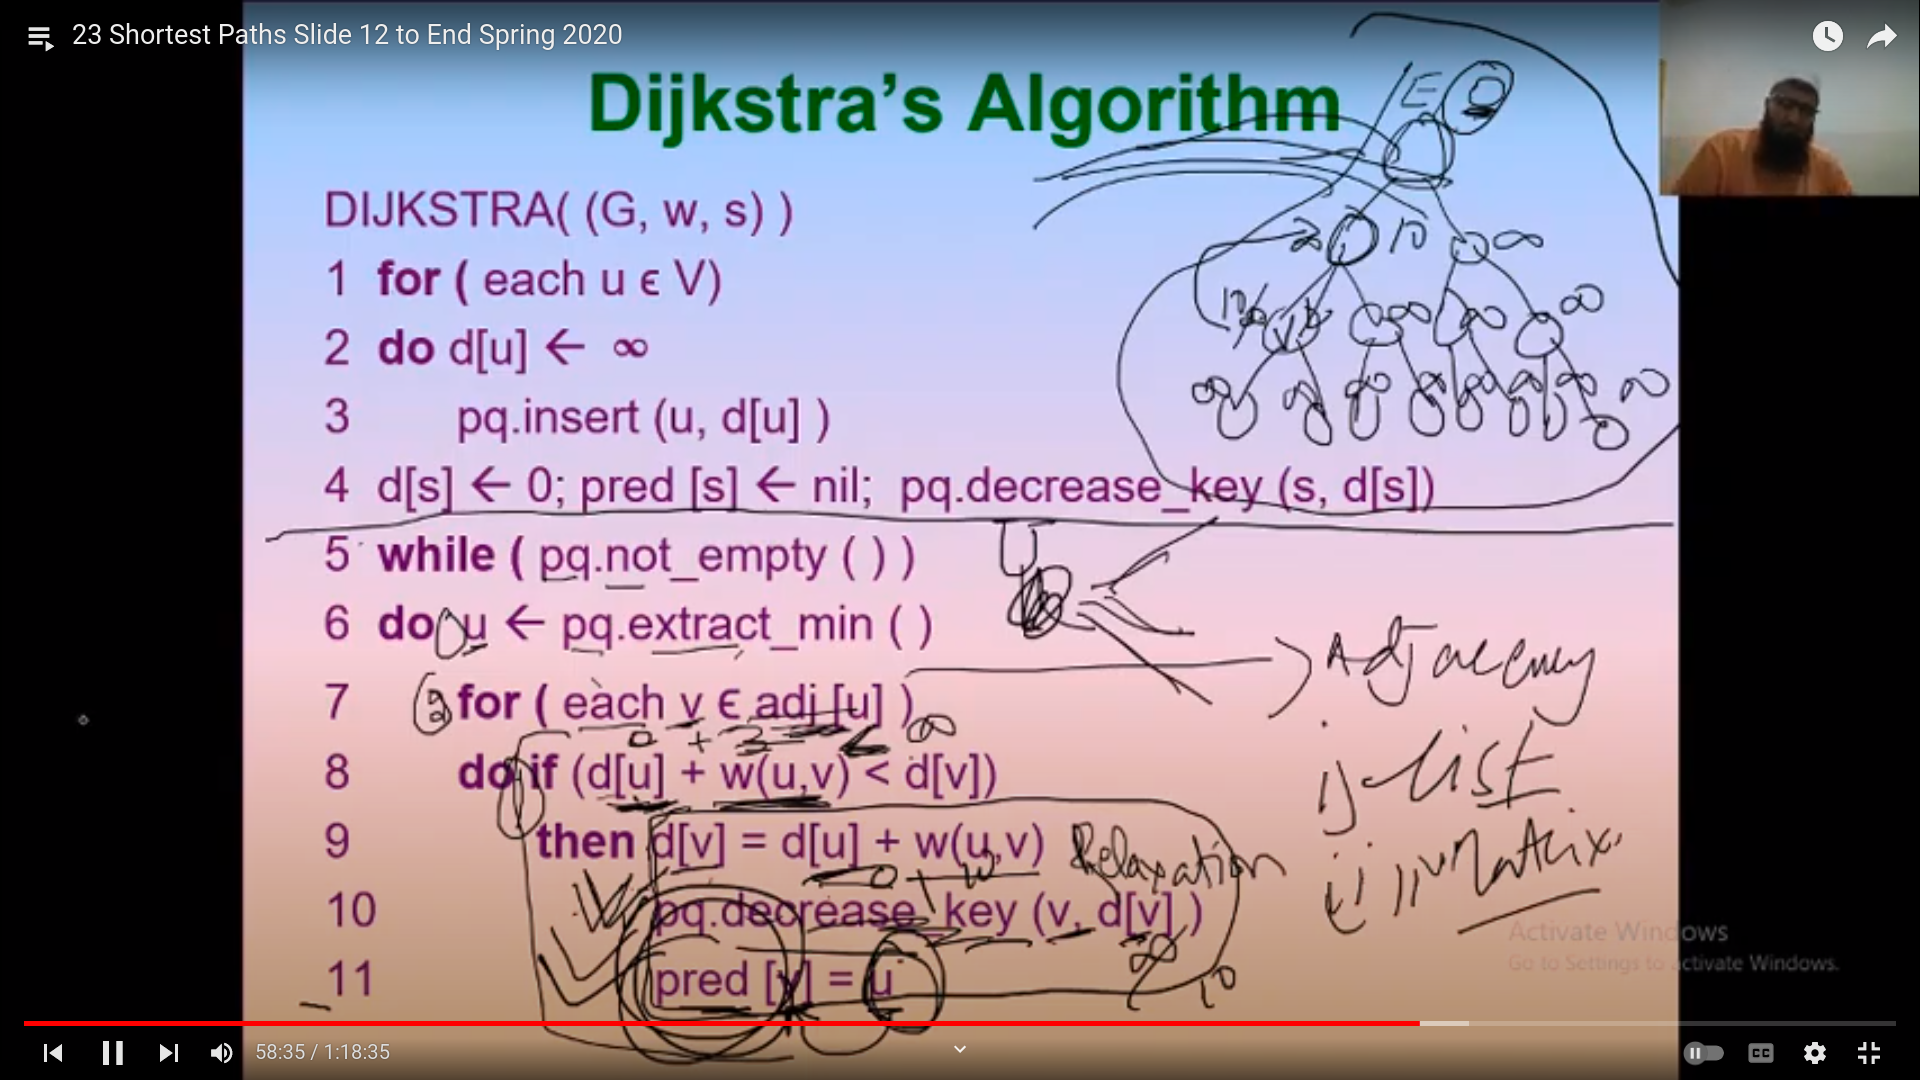 23 Shortest Paths Slide 12 to End Spring 2020
Dijkstra's Algorithm
DIJKSTRA( (G, w, s) )
1 for ( each u ϵ V)
2 do d[u] ← ∞
3 pq.insert (u, d[u] )
4 d[s] ← 0; pred [s] ← nil; pq.decrease_key (s, d[s])
5 while ( pq.not_empty ( ) )
6 do u ← pq.extract_min ( )
7 for ( each v ϵ adj [u] )
0 + 3 < ∞
8 do if (d[u] + w(u,v) < d[v])
9 then d[v] = d[u] + w(u,v)
0 + w
10 pq.decrease_key (v, d[v] )
11 pred [v] = u
E
∞ 10 ∞
∞ ∞ ∞
∞ ∞ ∞ ∞ ∞ ∞ ∞ ∞
U
Adjacency
i) list
ii) Matrix
Relaxation
∞ 10
Activate Windows
Go to Settings to activate Windows.
58:35 / 1:18:35
CC